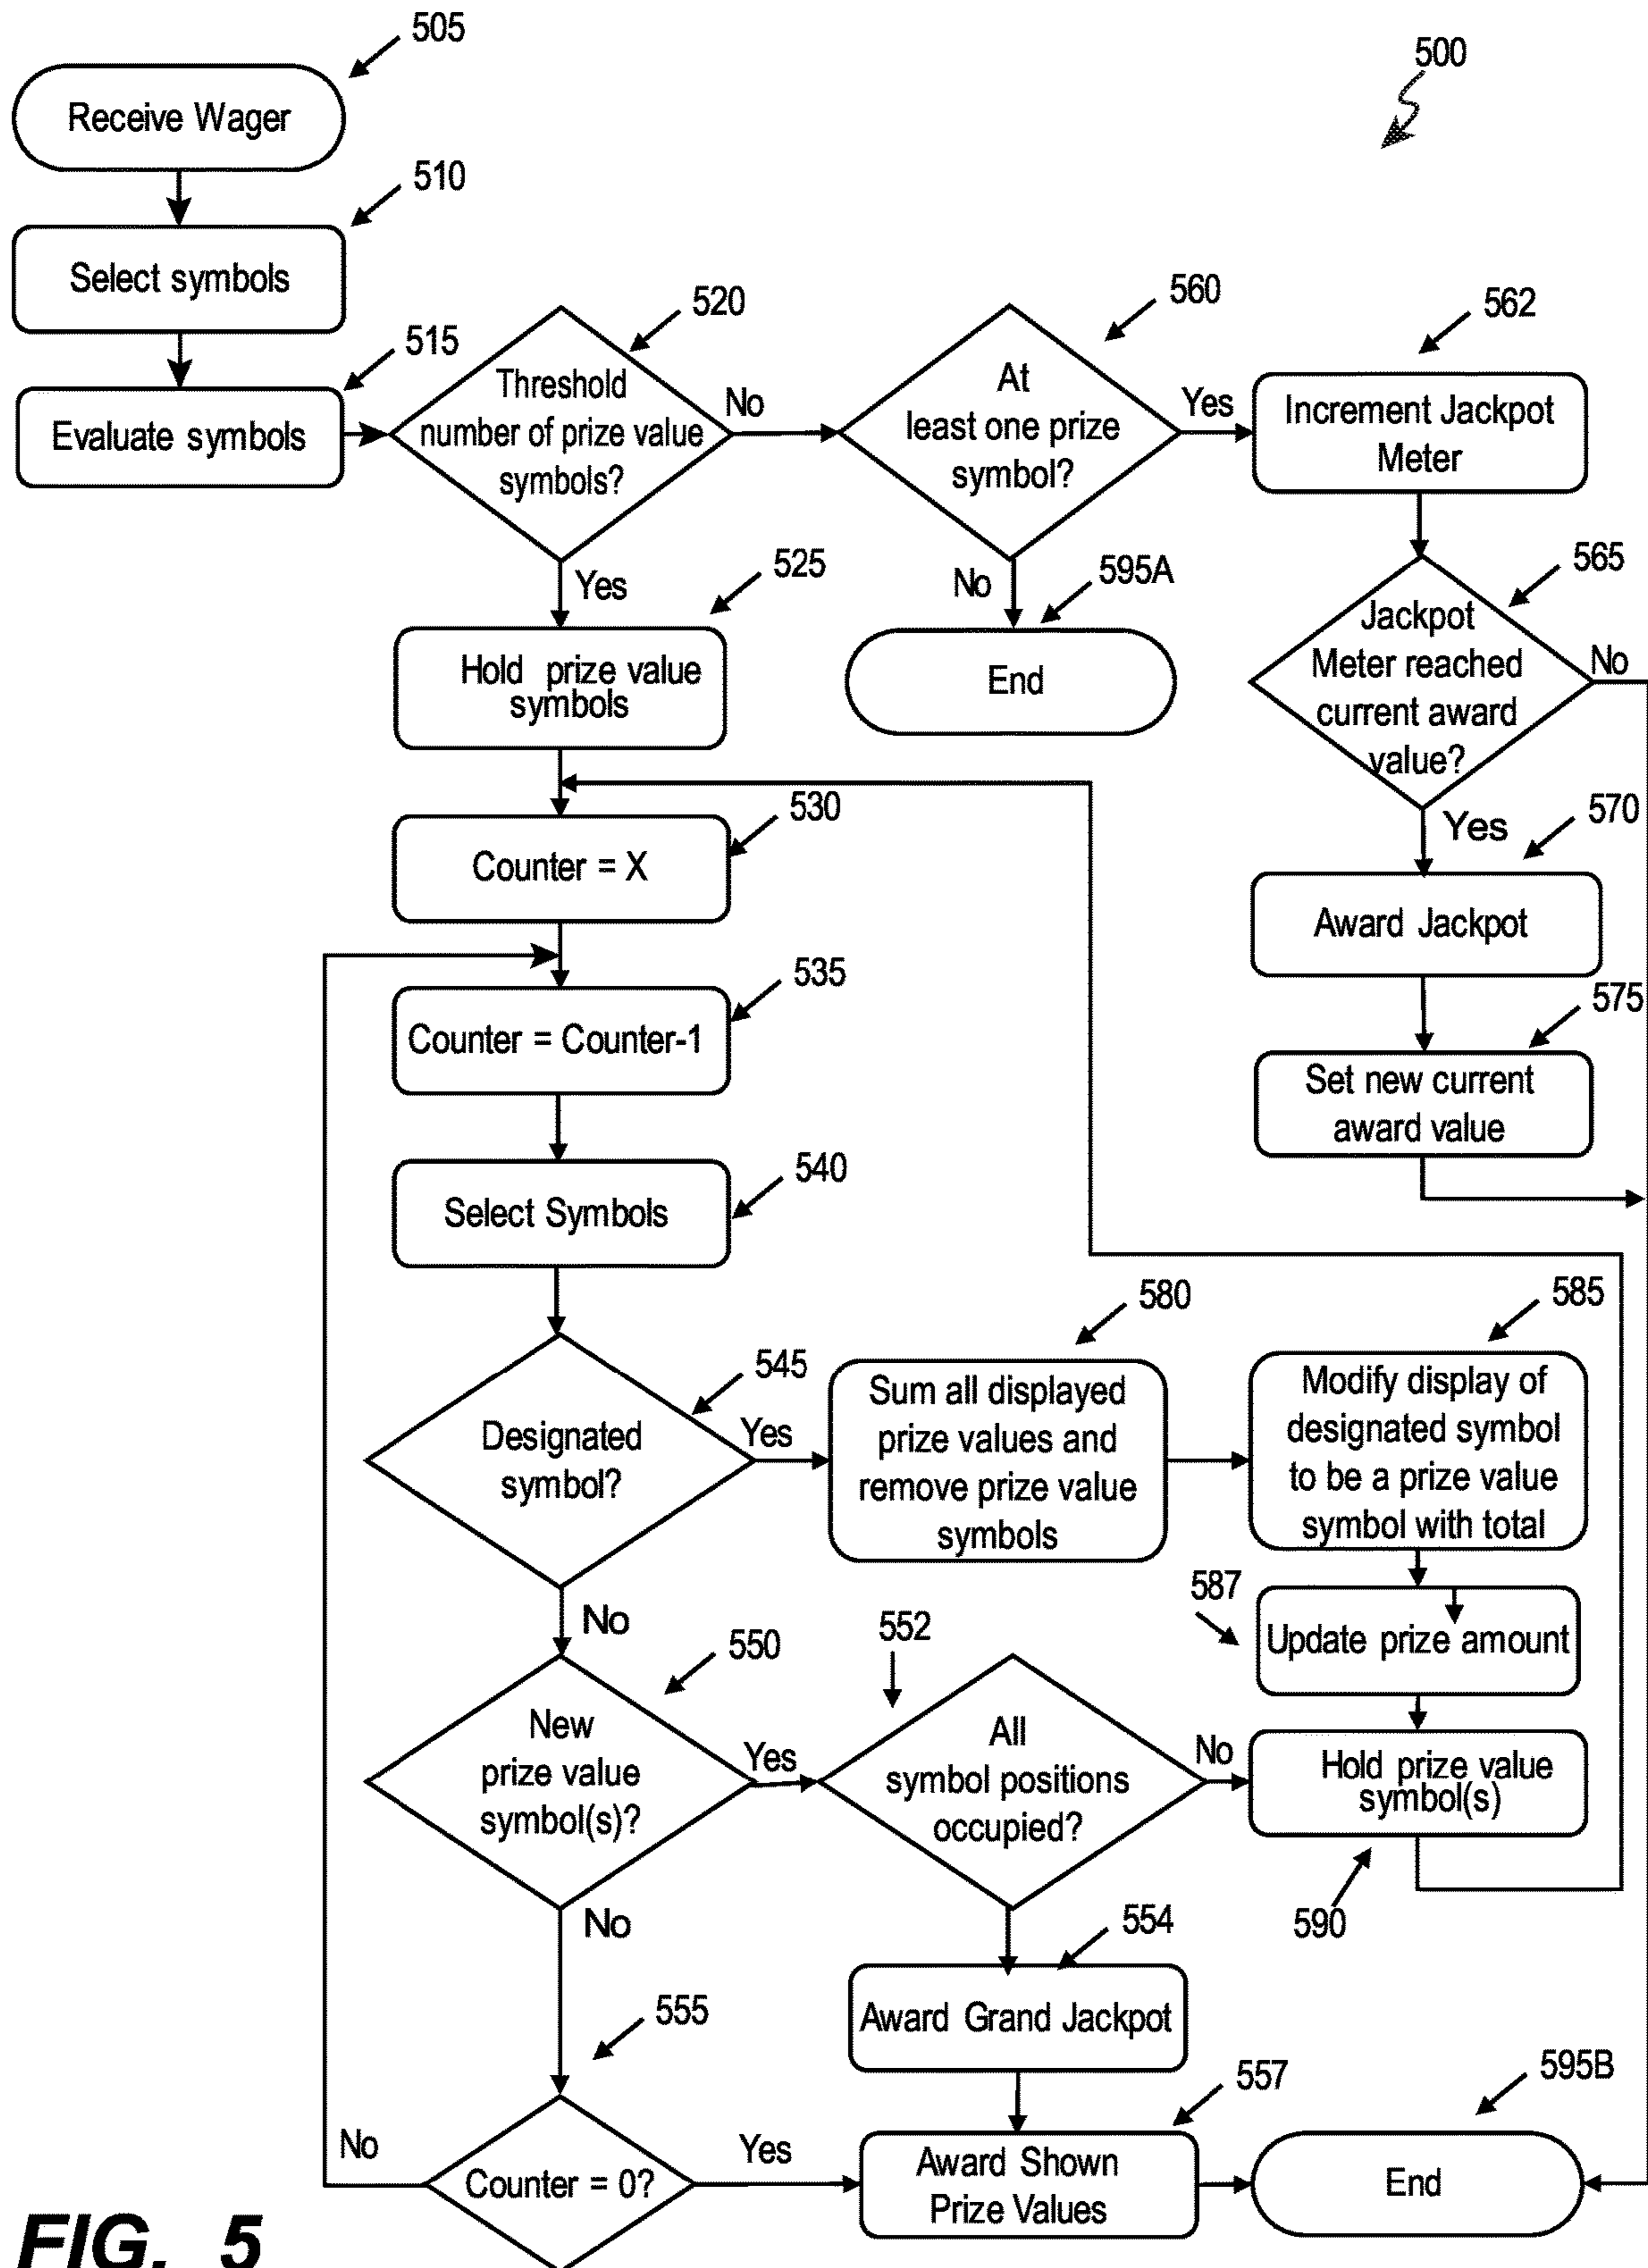 505
500
Receive Wager
510
Select symbols
515
Evaluate symbols
520
Threshold
number of prize value
symbols?
No
560
At
least one prize
symbol?
Yes
562
Increment Jackpot
Meter
Yes
525
Hold prize value
symbols
No
595A
End
565
Jackpot
Meter reached
current award
value?
No
Yes
570
Award Jackpot
575
Set new current
award value
530
Counter = X
535
Counter = Counter-1
540
Select Symbols
545
Designated
symbol?
Yes
580
Sum all displayed
prize values and
remove prize value
symbols
585
Modify display of
designated symbol
to be a prize value
symbol with total
587
Update prize amount
No
550
New
prize value
symbol(s)?
Yes
552
All
symbol positions
occupied?
No
Hold prize value
symbol(s)
590
No
554
Award Grand Jackpot
555
Counter = 0?
No
Yes
557
Award Shown
Prize Values
595B
End
FIG. 5